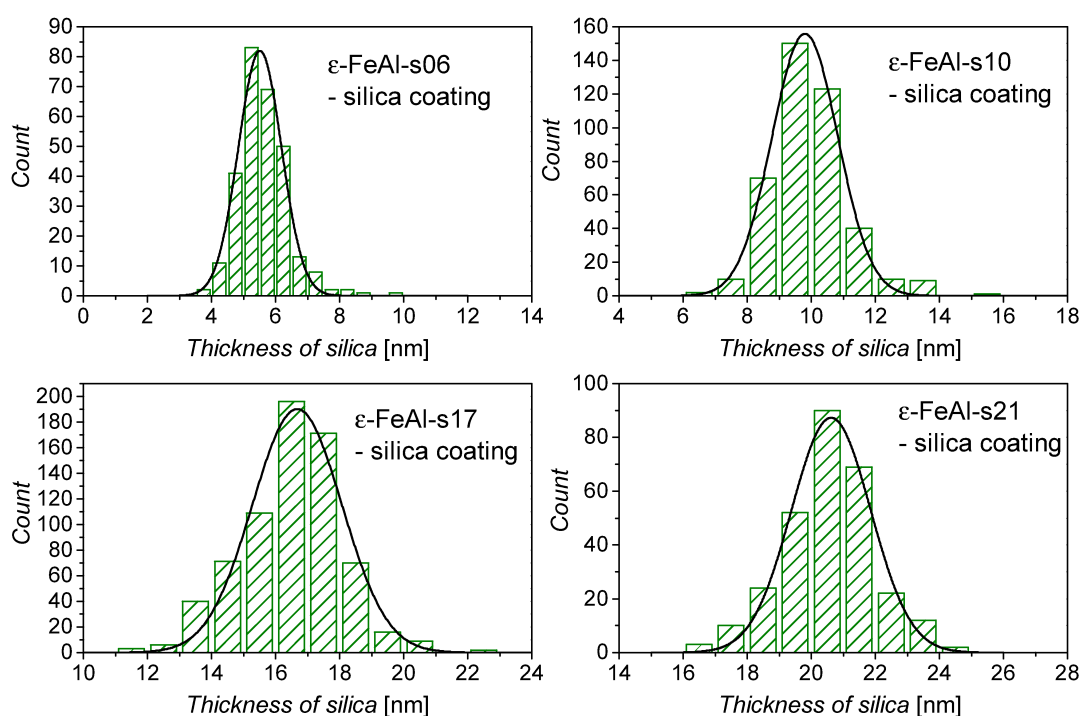 90
80
70
60
50
40
30
20
10
0
Count
ε-FeAl-s06
- silica coating
0 2 4 6 8 10 12 14
Thickness of silica [nm]
160
140
120
100
80
60
40
20
0
Count
ε-FeAl-s10
- silica coating
4 6 8 10 12 14 16 18
Thickness of silica [nm]
200
180
160
140
120
100
80
60
40
20
0
Count
ε-FeAl-s17
- silica coating
10 12 14 16 18 20 22 24
Thickness of silica [nm]
100
80
60
40
20
0
Count
ε-FeAl-s21
- silica coating
14 16 18 20 22 24 26 28
Thickness of silica [nm]